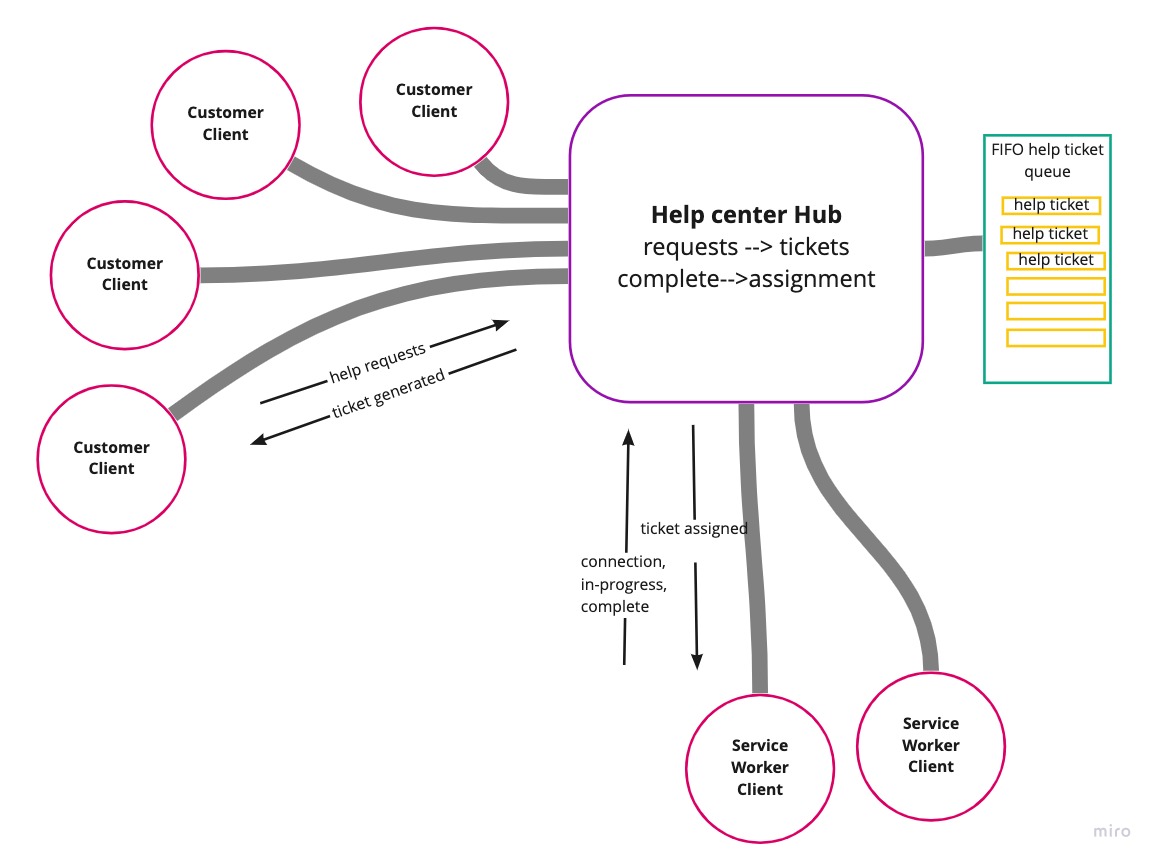 Customer
Client
Customer
Client
Customer
Client
Customer
Client
Help center Hub
requests --> tickets
complete-->assignment
FIFO help ticket
queue
help ticket
help ticket
help ticket
help requests
ticket generated
ticket assigned
connection,
in-progress,
complete
Service
Worker
Client
Service
Worker
Client
miro